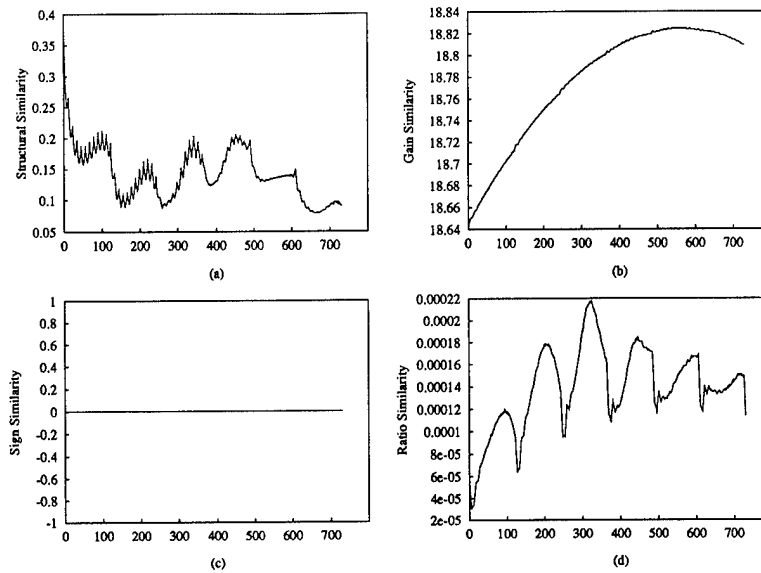 0.4
0.35
0.3
0.25
0.2
0.15
0.1
0.05
Structural Similarity
0 100 200 300 400 500 600 700 800
(a)
18.84
18.82
18.8
18.78
18.76
18.74
18.72
18.7
18.68
18.66
18.64
Gain Similarity
0 100 200 300 400 500 600 700
(b)
1
0.8
0.6
0.4
0.2
0
-0.2
-0.4
-0.6
-0.8
-1
Sign Similarity
0 100 200 300 400 500 600 700
(c)
0.00022
0.0002
0.00018
0.00016
0.00014
0.00012
0.0001
8e-05
6e-05
4e-05
2e-05
Ratio Similarity
0 100 200 300 400 500 600 700
(d)